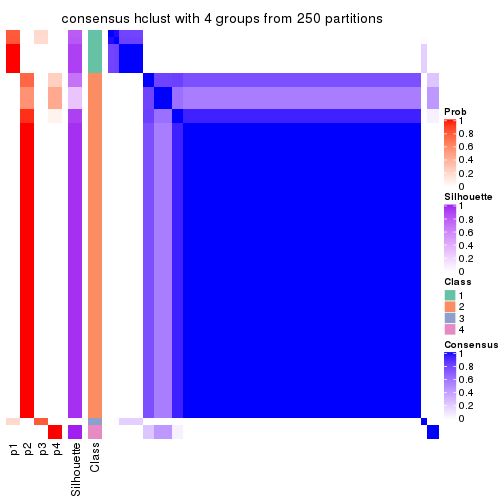 consensus hclust with 4 groups from 250 partitions
Prob
1
0.8
0.6
0.4
0.2
0
Silhouette
1
0.8
0.6
0.4
0.2
0
Class
1
2
3
4
Consensus
1
0.8
0.6
0.4
0.2
0
p1
p2
p3
p4
Silhouette
Class